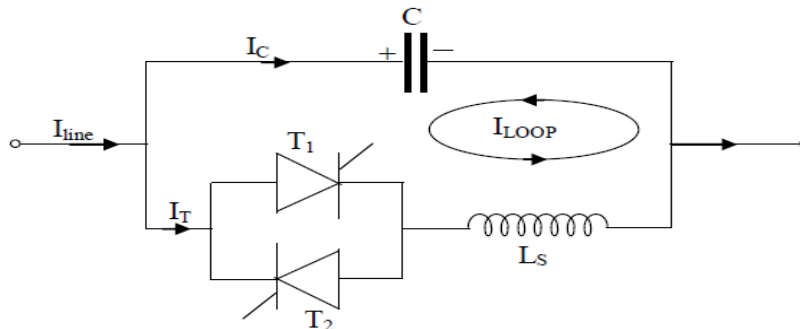 C
I_C
+ −
I_line
T_1
I_LOOP
I_T
L_S
T_2